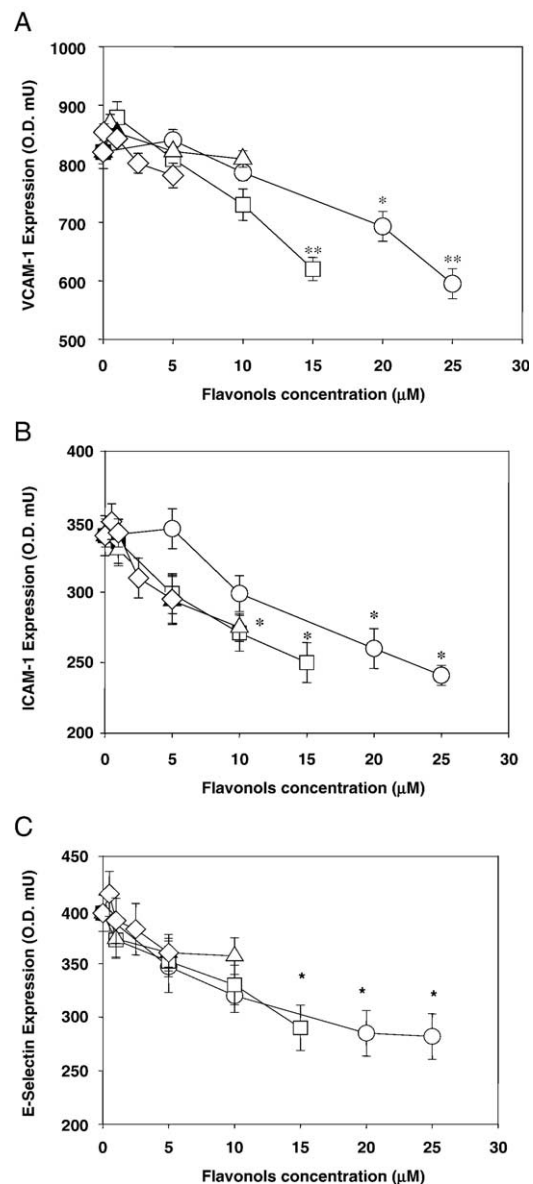 A
1000
900
800
700
600
500
VCAM-1 Expression (O.D. mU)
*
**
**
0 5 10 15 20 25 30
Flavonols concentration (μM)
B
400
350
300
250
200
ICAM-1 Expression (O.D. mU)
*
*
*
*
0 5 10 15 20 25 30
Flavonols concentration (μM)
C
450
400
350
300
250
200
E-Selectin Expression (O.D. mU)
* * *
0 5 10 15 20 25 30
Flavonols concentration (μM)